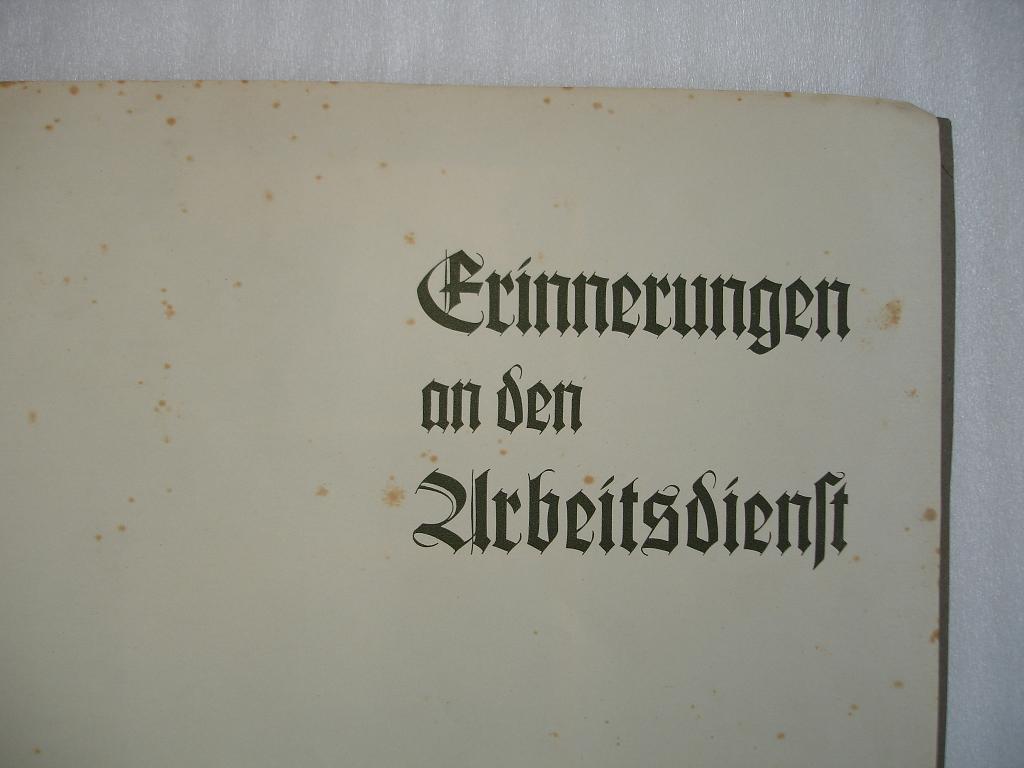 Erinnerungen
an den
Arbeitsdienſt